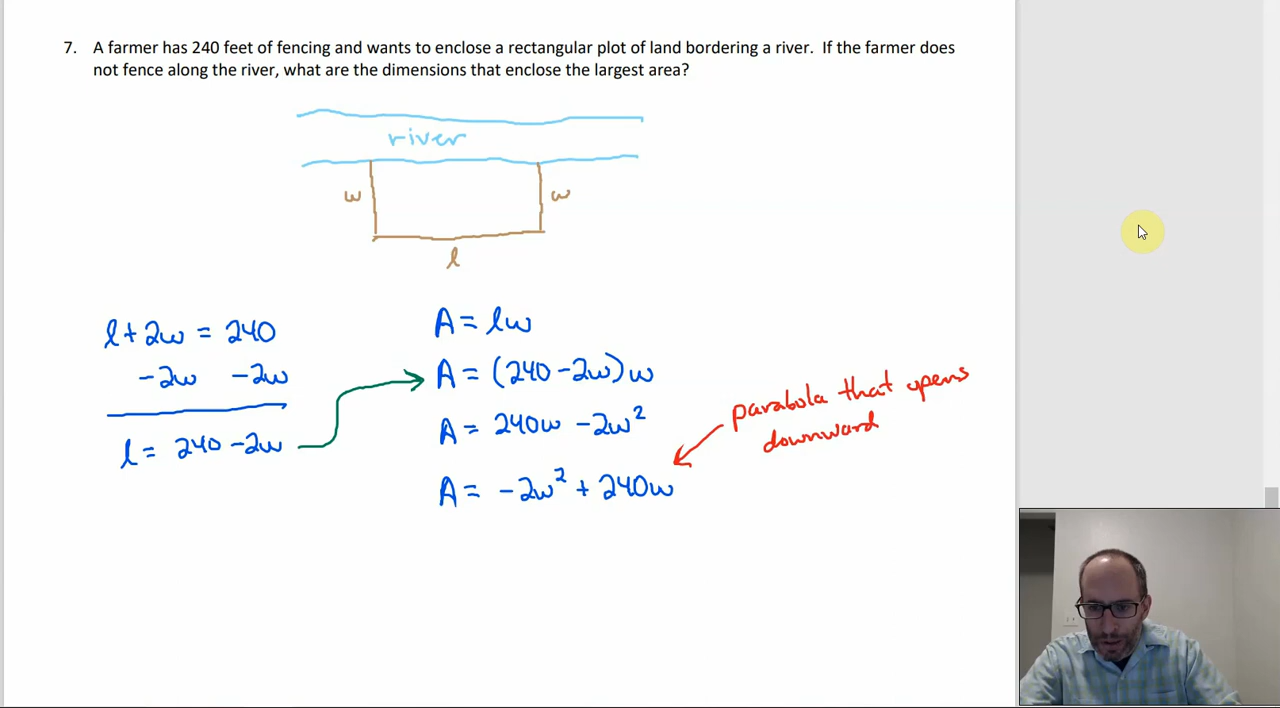 7. A farmer has 240 feet of fencing and wants to enclose a rectangular plot of land bordering a river. If the farmer does
not fence along the river, what are the dimensions that enclose the largest area?
river
w
w
l
l + 2w = 240
-2w -2w
l = 240 - 2w
A = lw
A = (240 - 2w)w
A = 240w - 2w²
A = -2w² + 240w
parabola that opens
downward